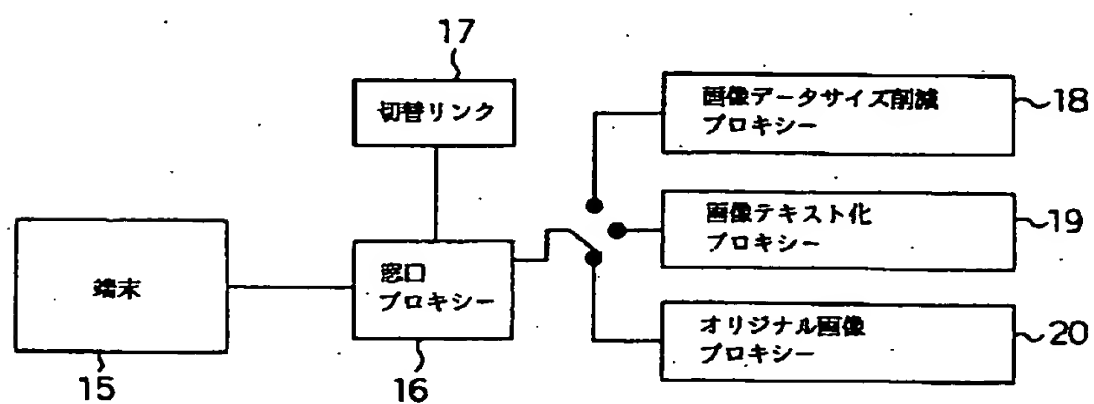 17
切替リンク
画像データサイズ削減
プロキシー
18
画像テキスト化
プロキシー
19
端末
窓口
プロキシー
オリジナル画像
プロキシー
20
15
16